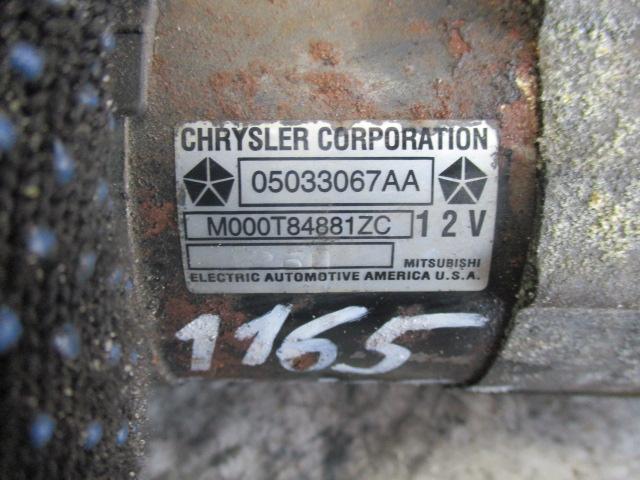 CHRYSLER CORPORATION
05033067AA
M000T84881ZC 12V
MITSUBISHI
ELECTRIC AUTOMOTIVE AMERICA U.S.A.
1165